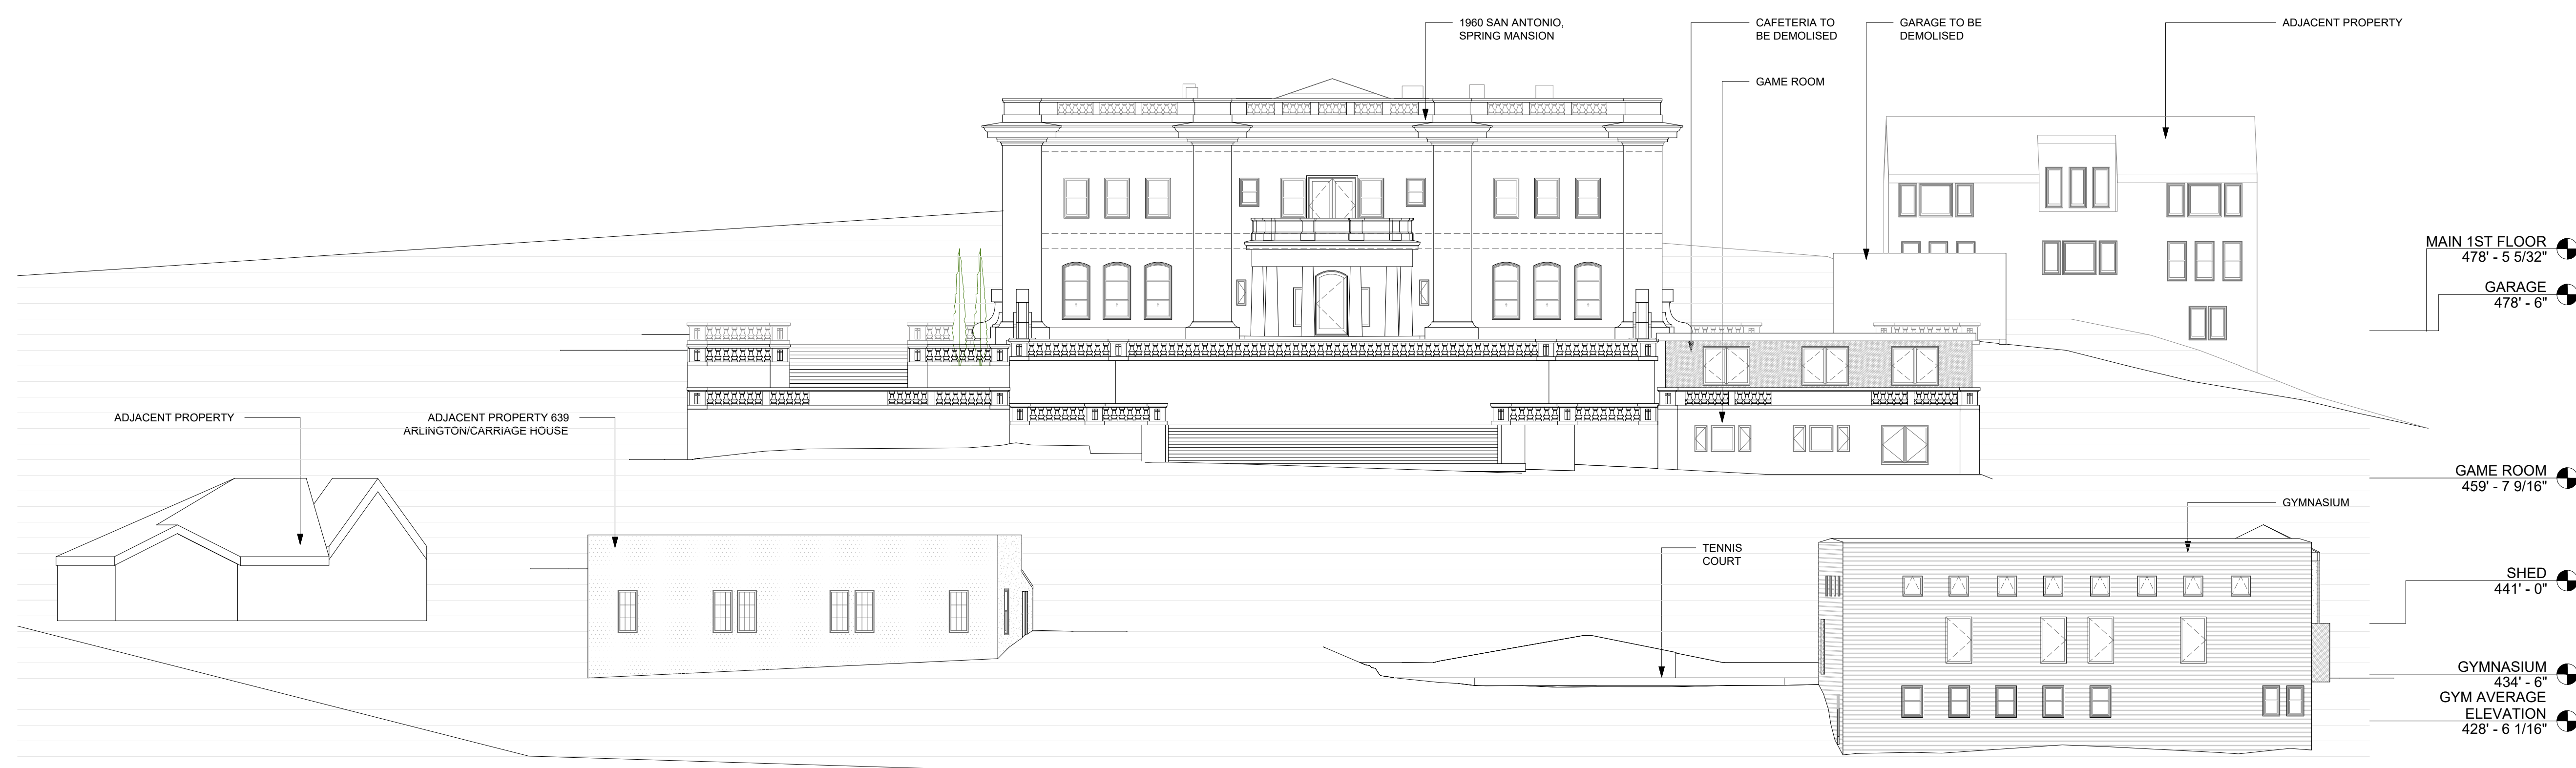 1960 SAN ANTONIO,
SPRING MANSION
CAFETERIA TO
BE DEMOLISED
GARAGE TO BE
DEMOLISED
ADJACENT PROPERTY
GAME ROOM
MAIN 1ST FLOOR
478' - 5 5/32"
GARAGE
478' - 6"
ADJACENT PROPERTY
ADJACENT PROPERTY 639
ARLINGTON/CARRIAGE HOUSE
GAME ROOM
459' - 7 9/16"
GYMNASIUM
TENNIS
COURT
SHED
441' - 0"
GYMNASIUM
434' - 6"
GYM AVERAGE
ELEVATION
428' - 6 1/16"